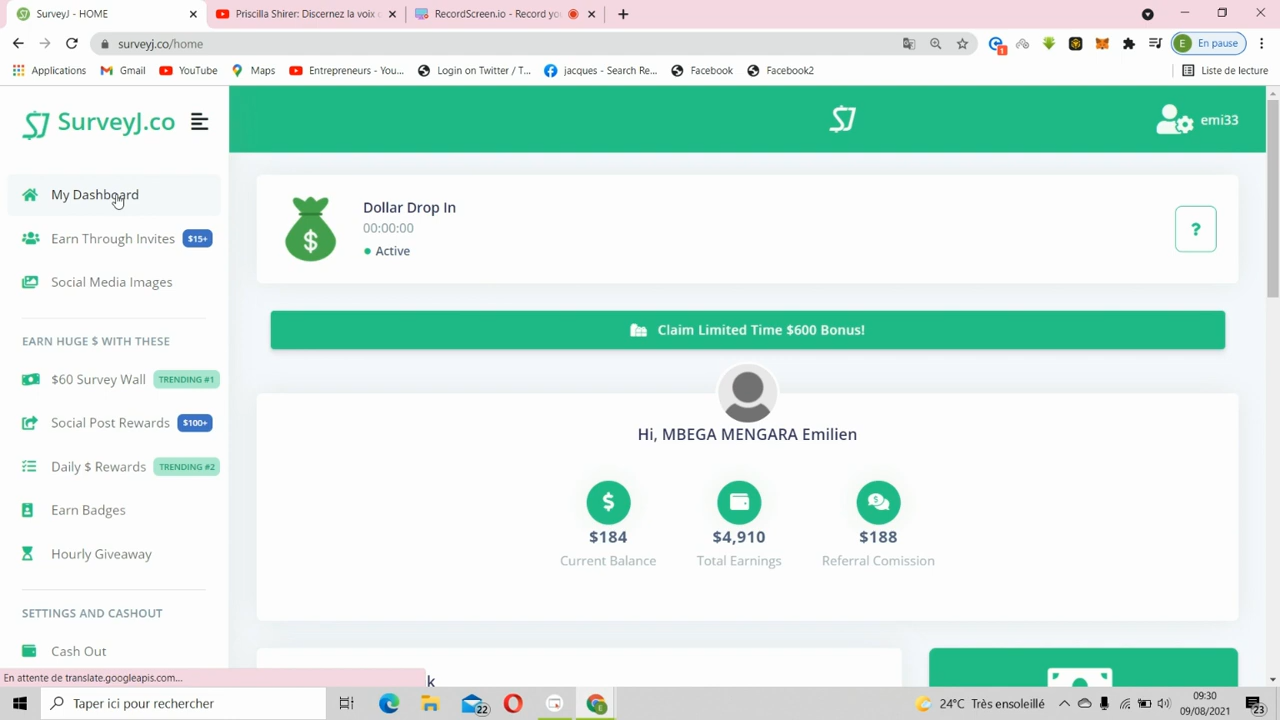 SurveyJ - HOME
Priscilla Shirer: Discernez la voix
RecordScreen.io - Record yo
surveyj.co/home
1
E En pause
Applications
Gmail
YouTube
Maps
Entrepreneurs - You...
Login on Twitter / T...
jacques - Search Re...
Facebook
Facebook2
Liste de lecture
SJ SurveyJ.co
SJ
emi33
My Dashboard
Earn Through Invites $15+
Social Media Images
EARN HUGE $ WITH THESE
$60 Survey Wall TRENDING #1
Social Post Rewards $100+
Daily $ Rewards TRENDING #2
Earn Badges
Hourly Giveaway
SETTINGS AND CASHOUT
Cash Out
$
Dollar Drop In
00:00:00
Active
?
Claim Limited Time $600 Bonus!
Hi, MBEGA MENGARA Emilien
$
$184
Current Balance
$4,910
Total Earnings
$188
Referral Comission
k
En attente de translate.googleapis.com...
Taper ici pour rechercher
22
24°C Très ensoleillé
09:30
09/08/2021
23